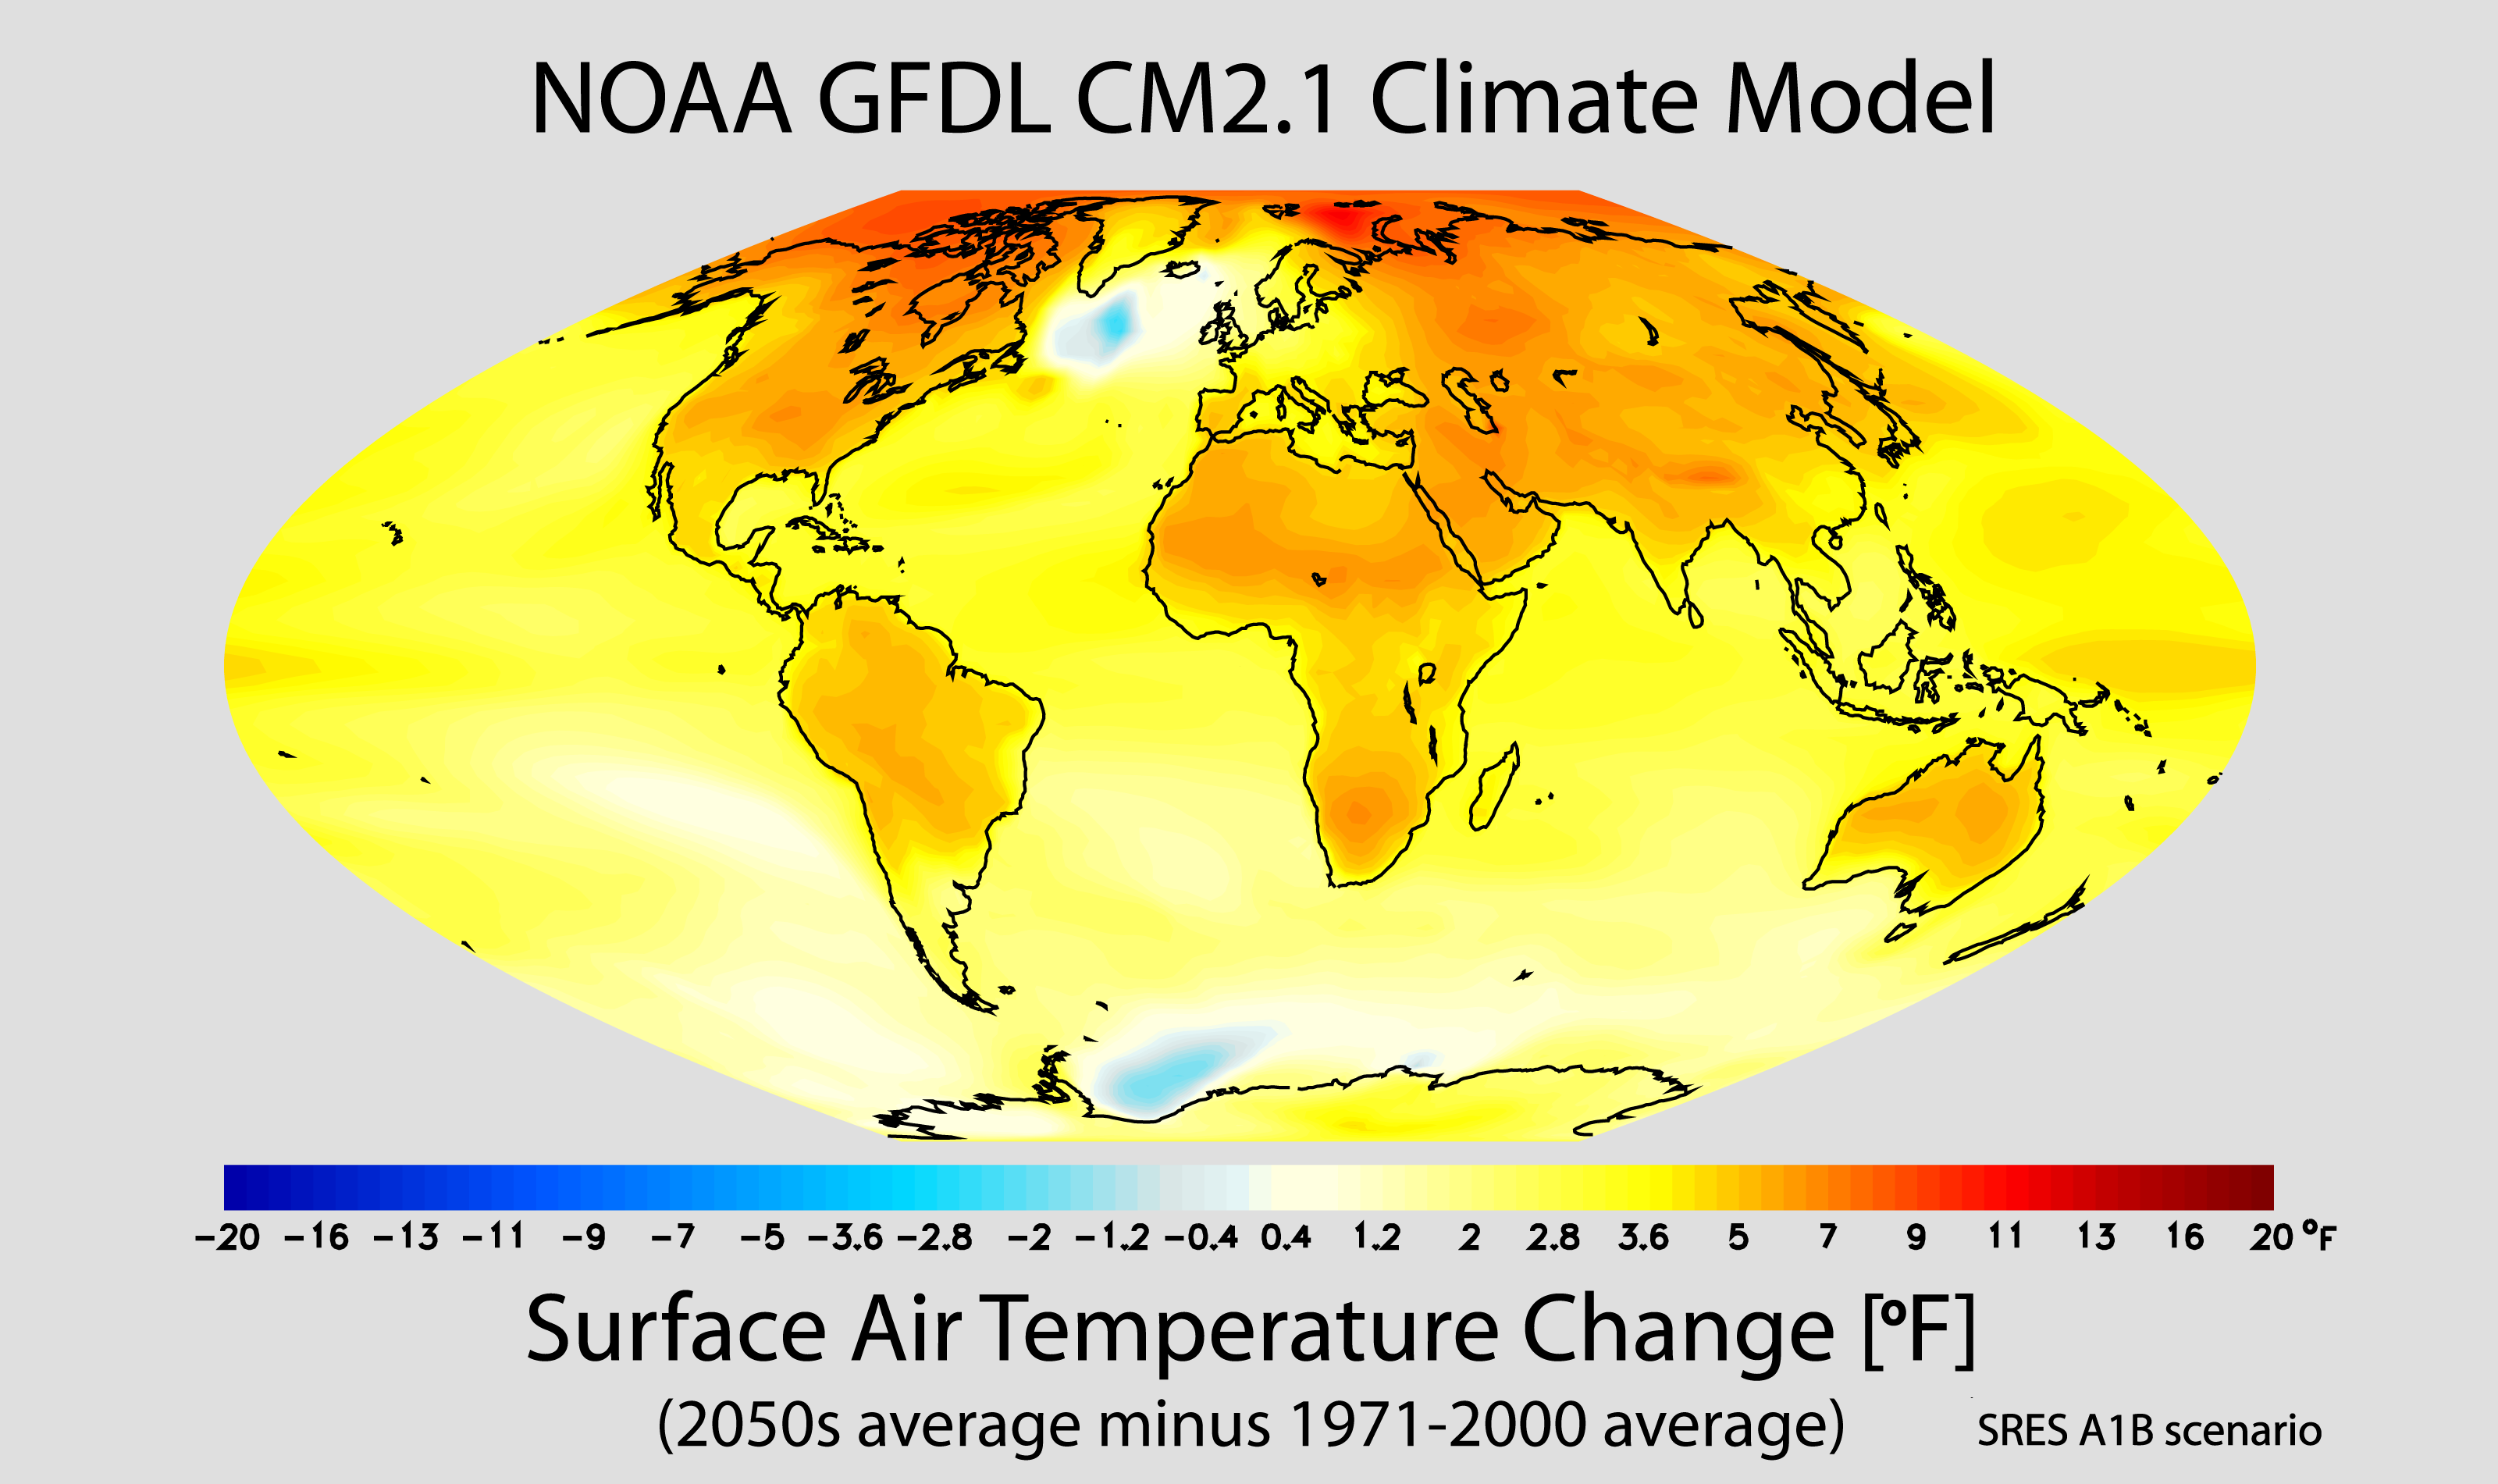 NOAA GFDL CM2.1 Climate Model
−20 −16 −13 −11 −9 −7 −5 −3.6 −2.8 −2 −1.2 −0.4 0.4 1.2 2 2.8 3.6 5 7 9 11 13 16 20 °F
Surface Air Temperature Change [°F]
(2050s average minus 1971-2000 average)
SRES A1B scenario